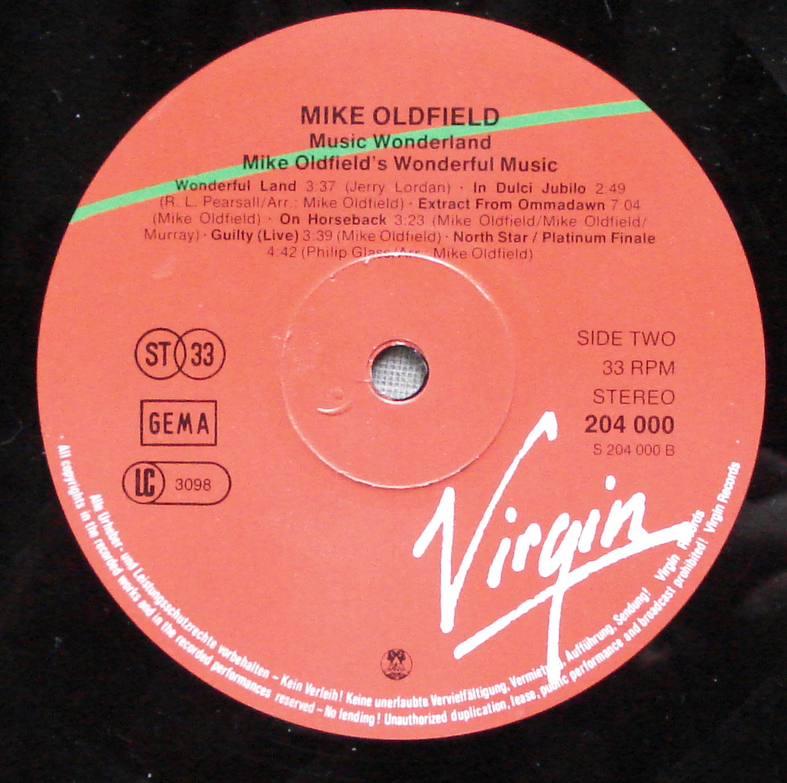 MIKE OLDFIELD
Music Wonderland
Mike Oldfield's Wonderful Music
Wonderful Land 3:37 (Jerry Lordan) · In Dulci Jubilo 2:49
(R. L. Pearsall/Arr.: Mike Oldfield) · Extract From Ommadawn 7:04
(Mike Oldfield) · On Horseback 3:23 (Mike Oldfield/Mike Oldfield/
Murray) · Guilty (Live) 3:39 (Mike Oldfield) · North Star / Platinum Finale
4:42 (Philip Glass/Arr.: Mike Oldfield)
ST 33
GEMA
LC 3098
SIDE TWO
33 RPM
STEREO
204 000
S 204 000 B
Virgin
Alle Urheber- und Leistungsschutzrechte vorbehalten – Kein Verleih! Keine unerlaubte Vervielfältigung, Vermietung, Aufführung, Sendung! Virgin Records
All copyrights in the recorded works and in the recorded performances reserved – No lending! Unauthorized duplication, lease, public performance and broadcast prohibited! Virgin Records